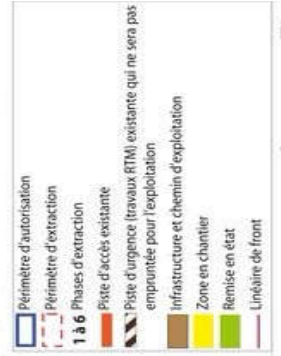 Périmètre d'autorisation
Périmètre d'extraction
1 à 6 Phases d'extraction
Piste d'accès existante
Piste d'urgence (travaux RTM) existante qui ne sera pas
empruntée pour l'exploitation
Infrastructure et chemin d'exploitation
Zone en chantier
Remise en état
Linéaire de front